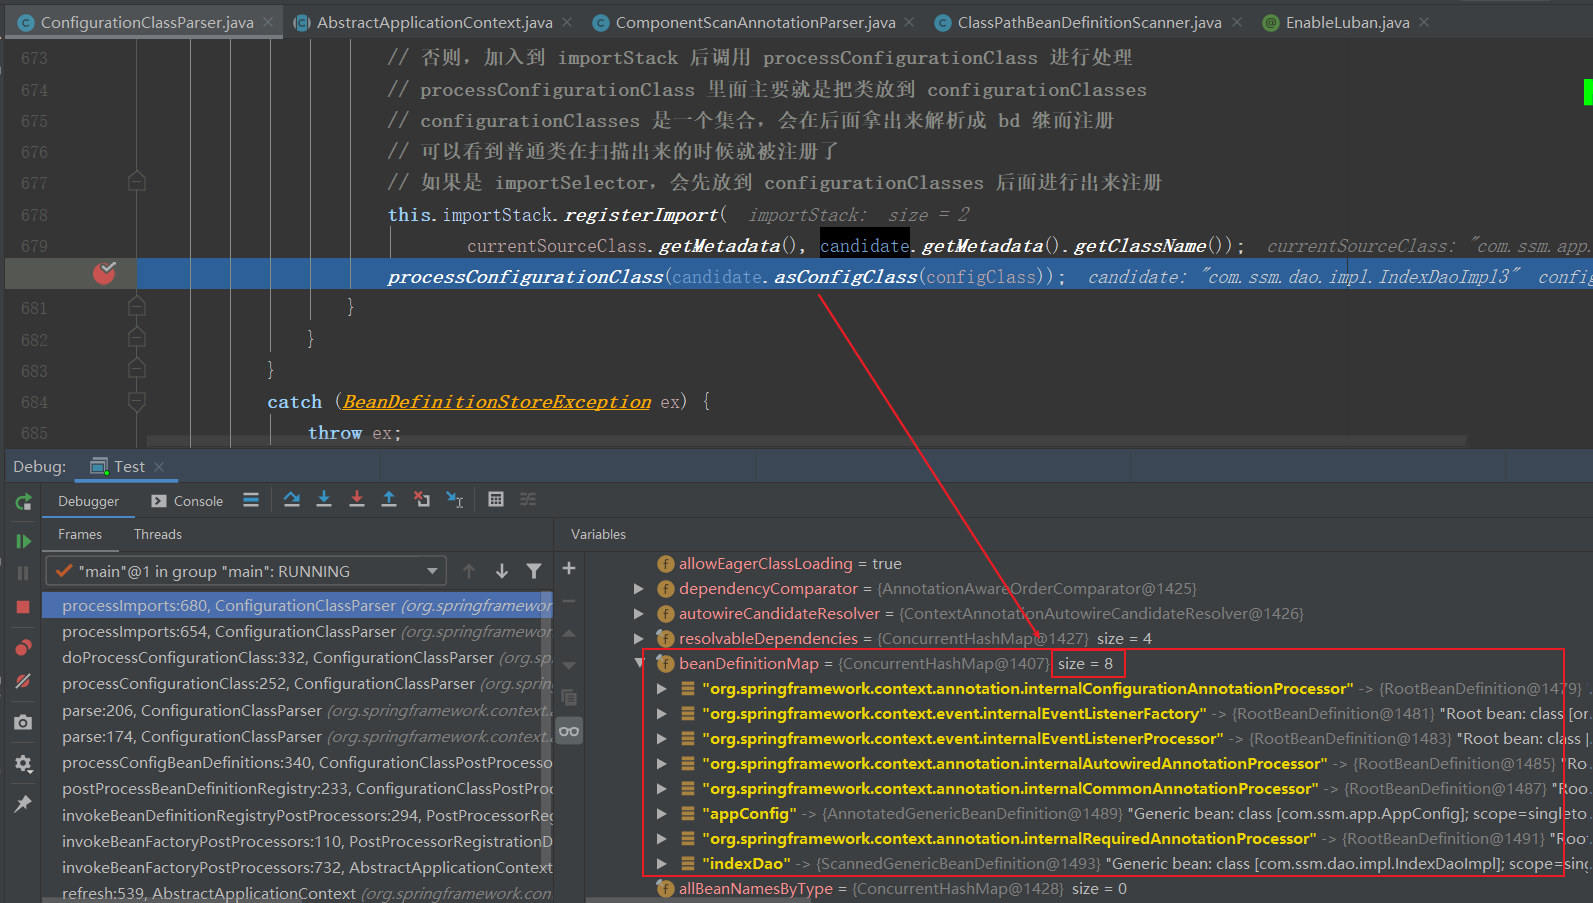 ConfigurationClassParser.java AbstractApplicationContext.java ComponentScanAnnotationParser.java ClassPathBeanDefinitionScanner.java EnableLuban.java
673 // 否则，加入到 importStack 后调用 processConfigurationClass 进行处理
674 // processConfigurationClass 里面主要就是把类放到 configurationClasses
675 // configurationClasses 是一个集合，会在后面拿出来解析成 bd 继而注册
676 // 可以看到普通类在扫描出来的时候就被注册了
677 // 如果是 importSelector，会先放到 configurationClasses 后面进行出来注册
678 this.importStack.registerImport( importStack: size = 2
679 currentSourceClass.getMetadata(), candidate.getMetadata().getClassName()); currentSourceClass: "com.ssm.app.
processConfigurationClass(candidate.asConfigClass(configClass)); candidate: "com.ssm.dao.impl.IndexDaoImpl3" config
681 }
682 }
683 }
684 catch (BeanDefinitionStoreException ex) {
685 throw ex;
Debug: Test
Debugger Console
Frames Threads
"main"@1 in group "main": RUNNING
processImports:680, ConfigurationClassParser (org.springframewor
processImports:654, ConfigurationClassParser (org.springframewor
doProcessConfigurationClass:332, ConfigurationClassParser (org.sp
processConfigurationClass:252, ConfigurationClassParser (org.sprin
parse:206, ConfigurationClassParser (org.springframework.context.
parse:174, ConfigurationClassParser (org.springframework.context.
processConfigBeanDefinitions:340, ConfigurationClassPostProcesso
postProcessBeanDefinitionRegistry:233, ConfigurationClassPostProc
invokeBeanDefinitionRegistryPostProcessors:294, PostProcessorReg
invokeBeanFactoryPostProcessors:110, PostProcessorRegistrationD
invokeBeanFactoryPostProcessors:732, AbstractApplicationContext
refresh:539, AbstractApplicationContext (org.springframework.con
Variables
allowEagerClassLoading = true
dependencyComparator = {AnnotationAwareOrderComparator@1425}
autowireCandidateResolver = {ContextAnnotationAutowireCandidateResolver@1426}
resolvableDependencies = {ConcurrentHashMap@1427} size = 4
beanDefinitionMap = {ConcurrentHashMap@1407} size = 8
"org.springframework.context.annotation.internalConfigurationAnnotationProcessor" -> {RootBeanDefinition@1479}
"org.springframework.context.event.internalEventListenerFactory" -> {RootBeanDefinition@1481} "Root bean: class [or
"org.springframework.context.event.internalEventListenerProcessor" -> {RootBeanDefinition@1483} "Root bean: class [
"org.springframework.context.annotation.internalAutowiredAnnotationProcessor" -> {RootBeanDefinition@1485} "Ro
"org.springframework.context.annotation.internalCommonAnnotationProcessor" -> {RootBeanDefinition@1487} "Roo
"appConfig" -> {AnnotatedGenericBeanDefinition@1489} "Generic bean: class [com.ssm.app.AppConfig]; scope=singleto
"org.springframework.context.annotation.internalRequiredAnnotationProcessor" -> {RootBeanDefinition@1491} "Root
"indexDao" -> {ScannedGenericBeanDefinition@1493} "Generic bean: class [com.ssm.dao.impl.IndexDaoImpl]; scope=sing
allBeanNamesByType = {ConcurrentHashMap@1428} size = 0